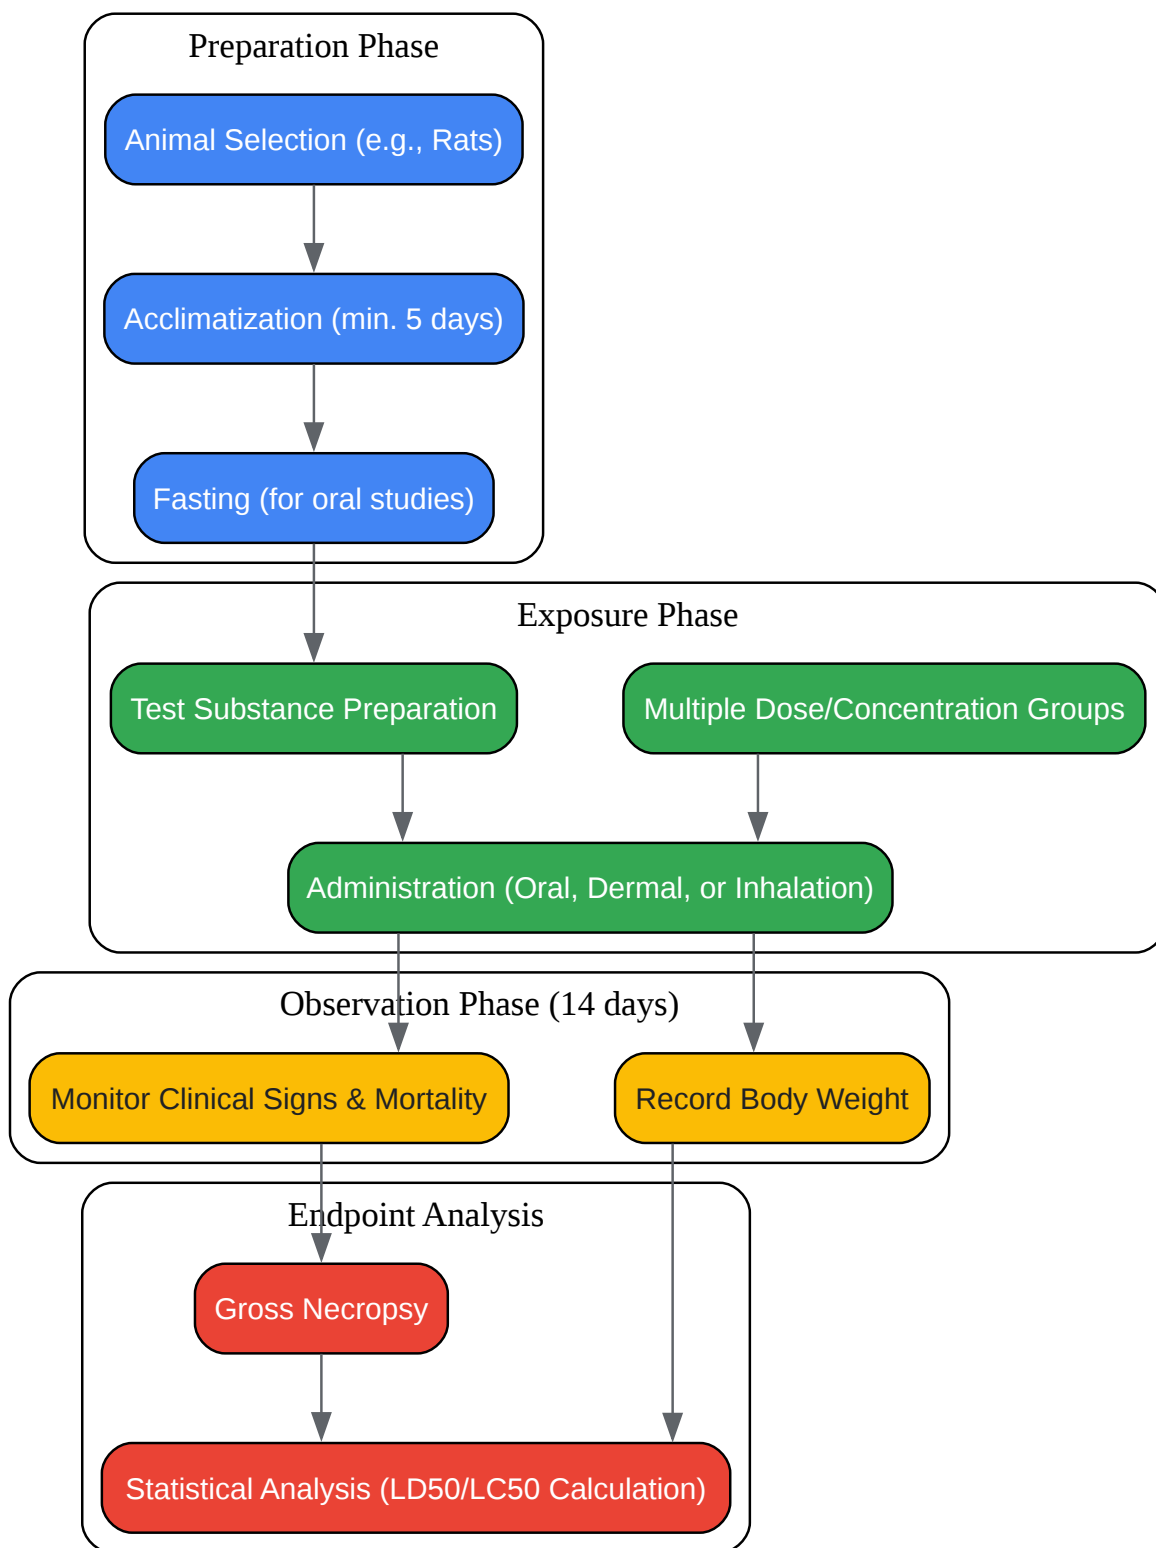 Preparation Phase
Animal Selection (e.g., Rats)
Acclimatization (min. 5 days)
Fasting (for oral studies)
Exposure Phase
Test Substance Preparation
Multiple Dose/Concentration Groups
Administration (Oral, Dermal, or Inhalation)
Observation Phase (14 days)
Monitor Clinical Signs & Mortality
Record Body Weight
Endpoint Analysis
Gross Necropsy
Statistical Analysis (LD50/LC50 Calculation)